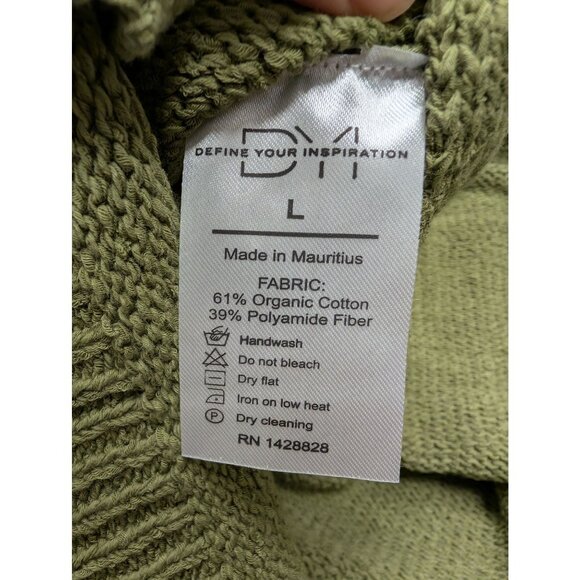 DYI
DEFINE YOUR INSPIRATION
L
Made in Mauritius
FABRIC:
61% Organic Cotton
39% Polyamide Fiber
Handwash
Do not bleach
Dry flat
Iron on low heat
P Dry cleaning
RN 1428828